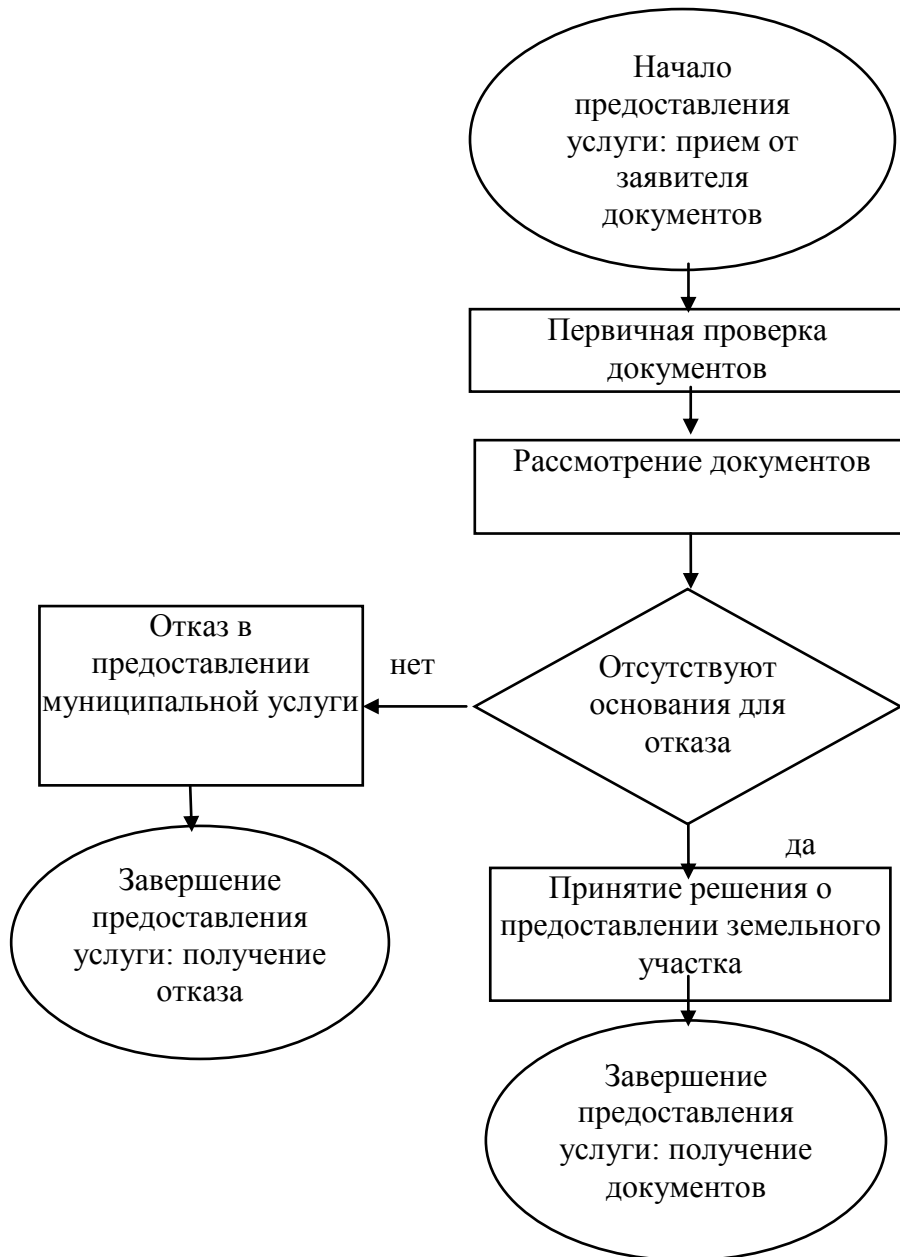 Начало
предоставления
услуги: прием от
заявителя
документов
Первичная проверка
документов
Рассмотрение документов
Отсутствуют
основания для
отказа
нет
Отказ в
предоставлении
муниципальной услуги
Завершение
предоставления
услуги: получение
отказа
да
Принятие решения о
предоставлении земельного
участка
Завершение
предоставления
услуги: получение
документов